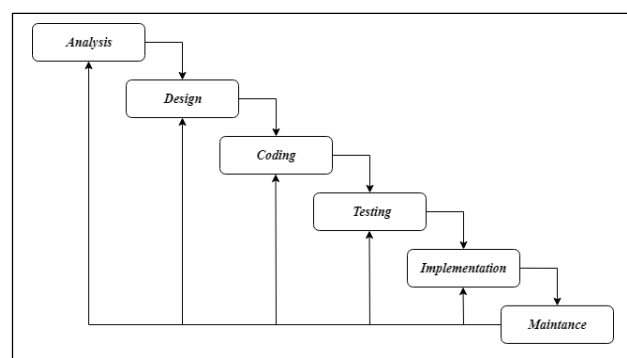 Analysis
Design
Coding
Testing
Implementation
Maintance